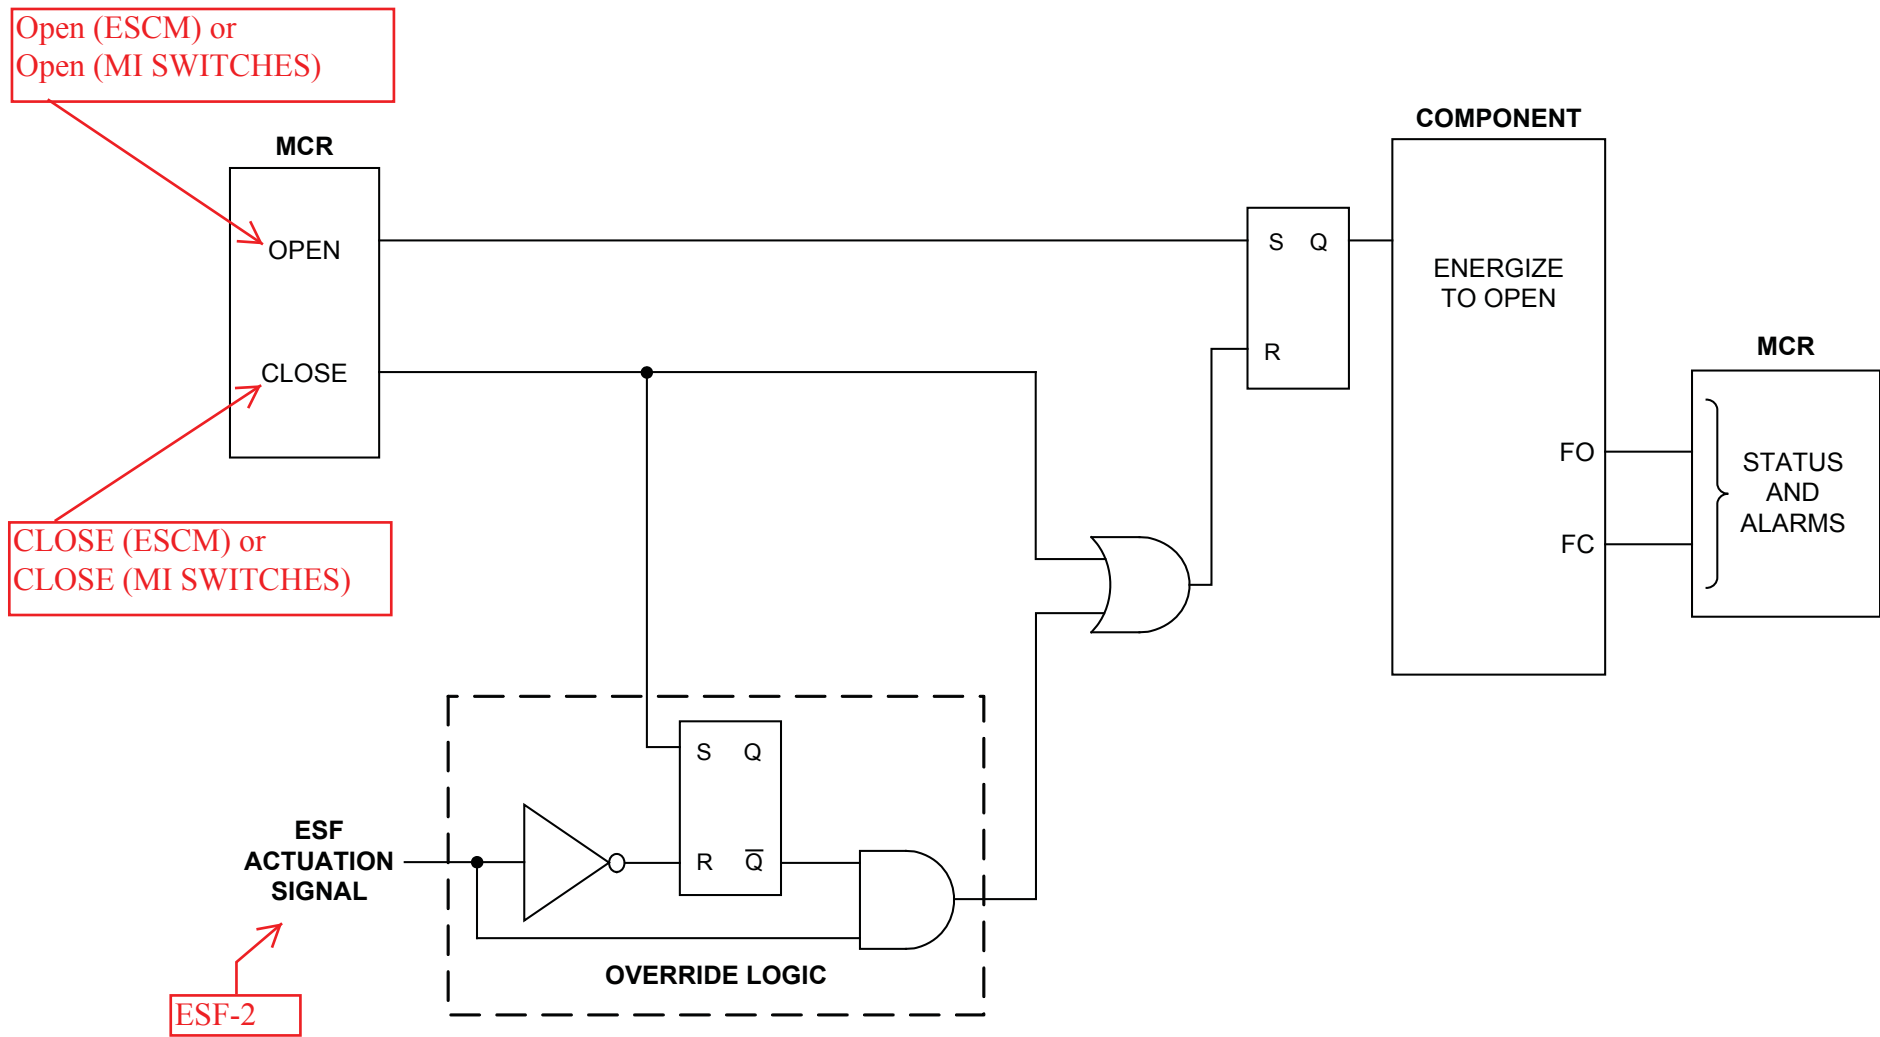 Open (ESCM) or
Open (MI SWITCHES)
MCR
OPEN
CLOSE
CLOSE (ESCM) or
CLOSE (MI SWITCHES)
COMPONENT
S Q
R
ENERGIZE
TO OPEN
FO
FC
MCR
STATUS
AND
ALARMS
S Q
R Q̅
ESF
ACTUATION
SIGNAL
OVERRIDE LOGIC
ESF-2